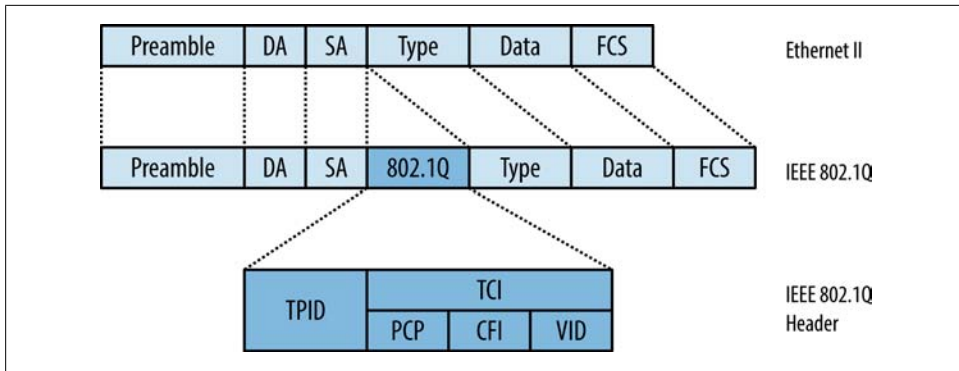 Preamble DA SA Type Data FCS Ethernet II
Preamble DA SA 802.1Q Type Data FCS IEEE 802.1Q
TPID TCI IEEE 802.1Q
PCP CFI VID Header